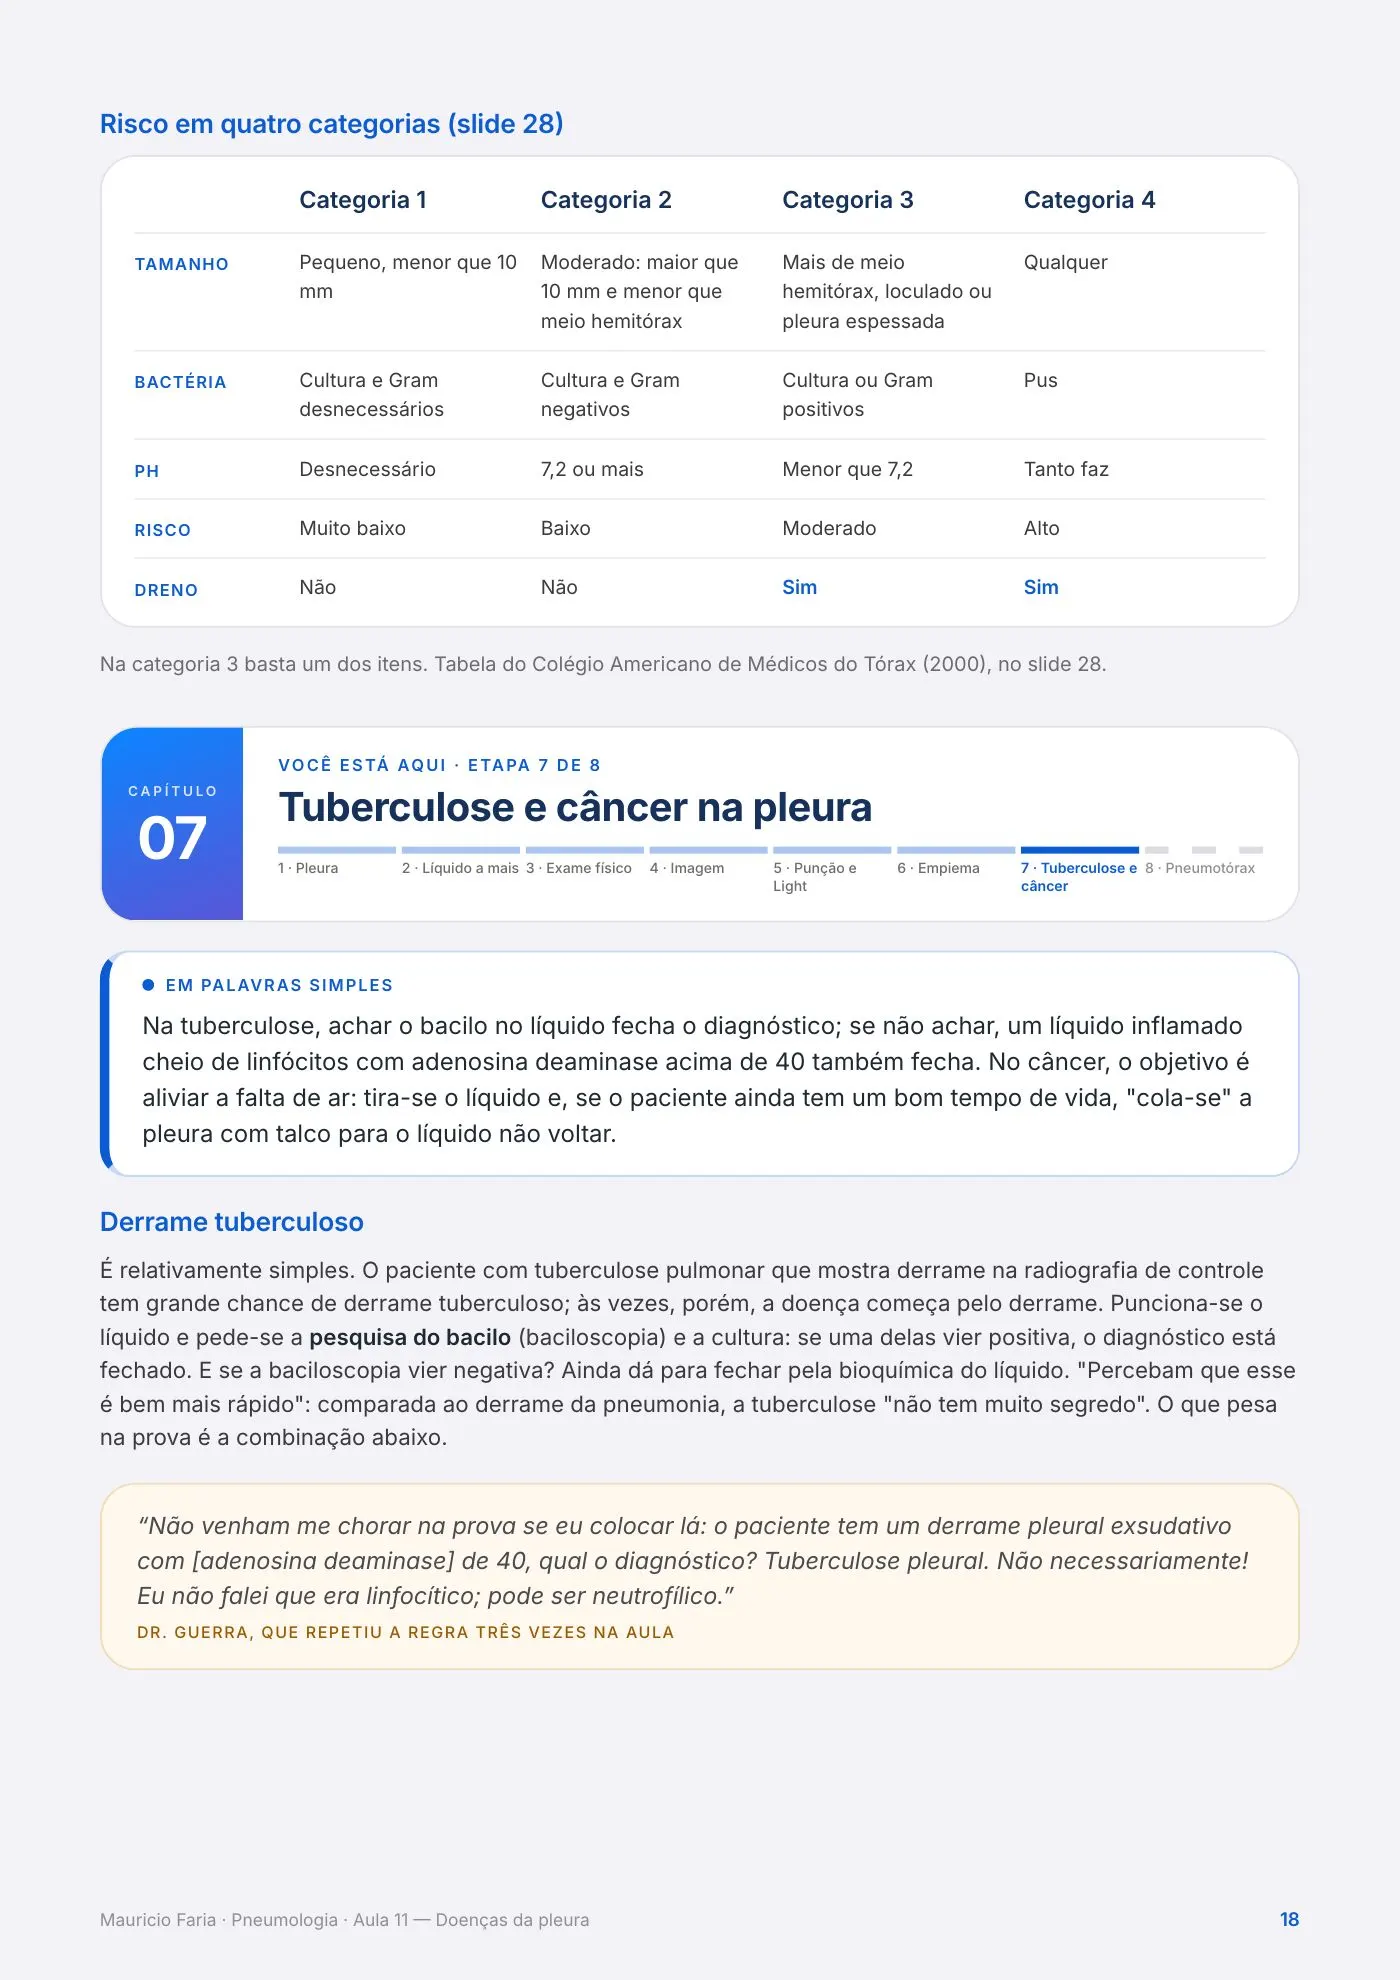 Risco em quatro categorias (slide 28)
Categoria 1 Categoria 2 Categoria 3 Categoria 4
TAMANHO Pequeno, menor que 10 mm Moderado: maior que 10 mm e menor que meio hemitórax Mais de meio hemitórax, loculado ou pleura espessada Qualquer
BACTÉRIA Cultura e Gram desnecessários Cultura e Gram negativos Cultura ou Gram positivos Pus
PH Desnecessário 7,2 ou mais Menor que 7,2 Tanto faz
RISCO Muito baixo Baixo Moderado Alto
DRENO Não Não Sim Sim
Na categoria 3 basta um dos itens. Tabela do Colégio Americano de Médicos do Tórax (2000), no slide 28.
CAPÍTULO
07
VOCÊ ESTÁ AQUI · ETAPA 7 DE 8
Tuberculose e câncer na pleura
1 · Pleura 2 · Líquido a mais 3 · Exame físico 4 · Imagem 5 · Punção e Light 6 · Empiema 7 · Tuberculose e câncer 8 · Pneumotórax
EM PALAVRAS SIMPLES
Na tuberculose, achar o bacilo no líquido fecha o diagnóstico; se não achar, um líquido inflamado
cheio de linfócitos com adenosina deaminase acima de 40 também fecha. No câncer, o objetivo é
aliviar a falta de ar: tira-se o líquido e, se o paciente ainda tem um bom tempo de vida, "cola-se" a
pleura com talco para o líquido não voltar.
Derrame tuberculoso
É relativamente simples. O paciente com tuberculose pulmonar que mostra derrame na radiografia de controle
tem grande chance de derrame tuberculoso; às vezes, porém, a doença começa pelo derrame. Punciona-se o
líquido e pede-se a pesquisa do bacilo (baciloscopia) e a cultura: se uma delas vier positiva, o diagnóstico está
fechado. E se a baciloscopia vier negativa? Ainda dá para fechar pela bioquímica do líquido. "Percebam que esse
é bem mais rápido": comparada ao derrame da pneumonia, a tuberculose "não tem muito segredo". O que pesa
na prova é a combinação abaixo.
“Não venham me chorar na prova se eu colocar lá: o paciente tem um derrame pleural exsudativo
com [adenosina deaminase] de 40, qual o diagnóstico? Tuberculose pleural. Não necessariamente!
Eu não falei que era linfocítico; pode ser neutrofílico.”
DR. GUERRA, QUE REPETIU A REGRA TRÊS VEZES NA AULA
Mauricio Faria · Pneumologia · Aula 11 — Doenças da pleura
18